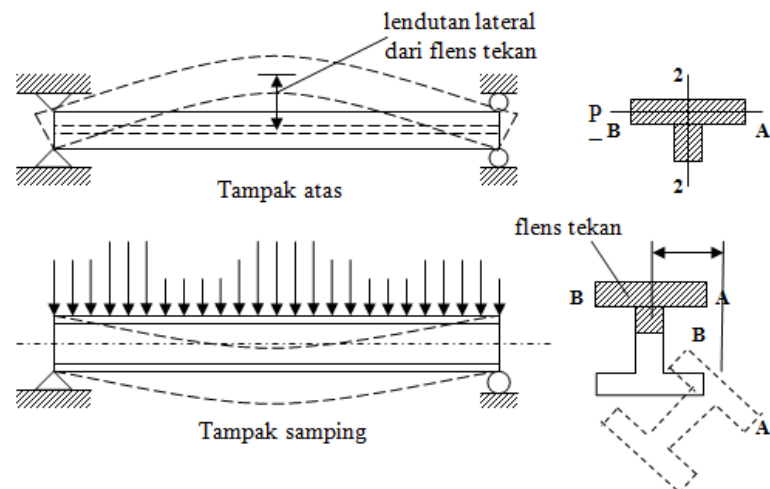 lendutan lateral
dari flens tekan
2
P
B
A
2
Tampak atas
flens tekan
B
A
B
A
Tampak samping